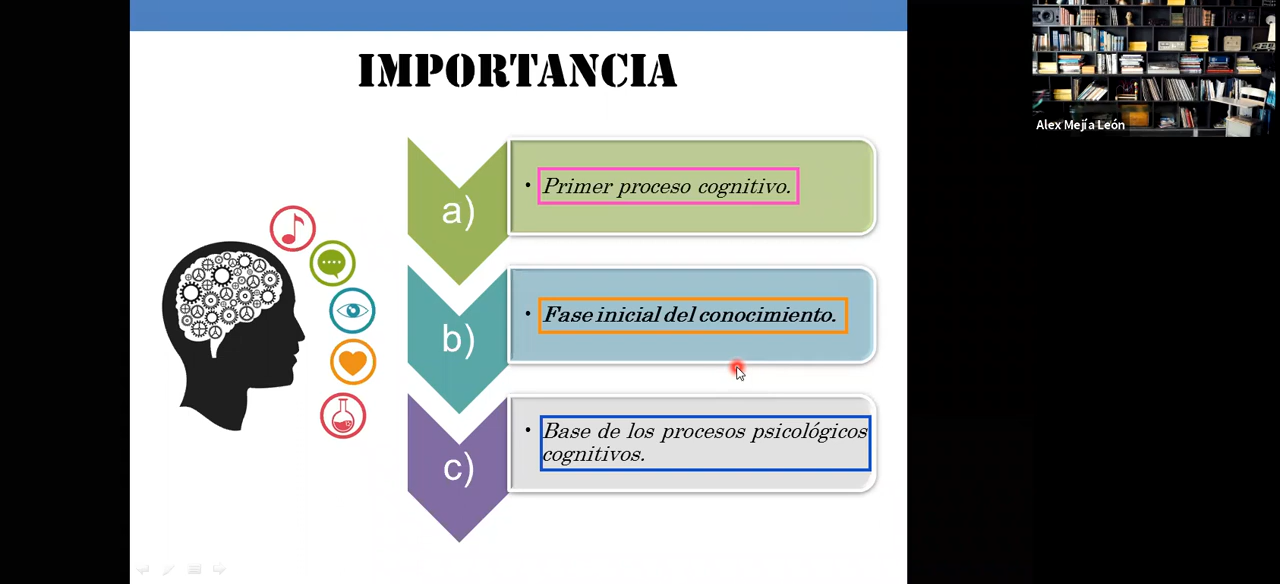 IMPORTANCIA
a)
• Primer proceso cognitivo.
b)
• Fase inicial del conocimiento.
c)
• Base de los procesos psicológicos
cognitivos.
Alex Mejía León